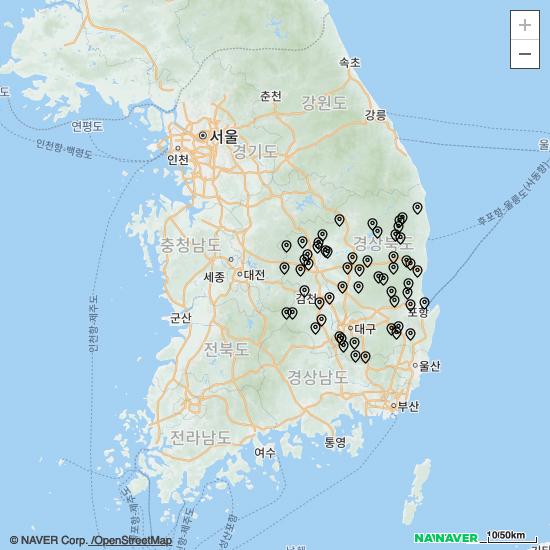 +
−
속초
춘천
강원도
강릉
도
연평도
서울
울
인천항-백령도
인천
경기도
후포항-울릉도(사동항)
충청남도
경상북도
세종
대전
인천항-제주도
김천
군산
포항
대구
전라북도
경상남도
울산
부산
전라남도
통영
여수
© NAVER Corp. /OpenStreetMap
NAVER
10/50km